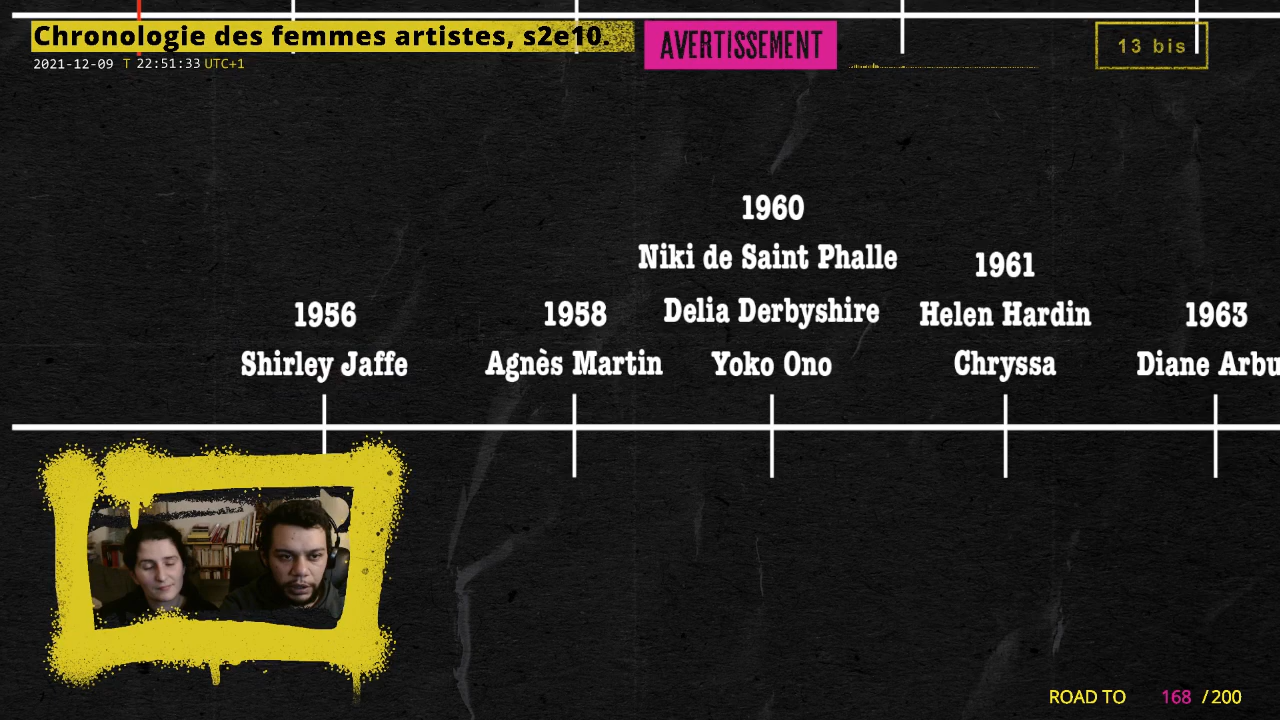 Chronologie des femmes artistes, s2e10.
2021-12-09 T 22:51:33 UTC+1
AVERTISSEMENT
13 bis
1956
Shirley Jaffe
1958
Agnès Martin
1960
Niki de Saint Phalle
Delia Derbyshire
Yoko Ono
1961
Helen Hardin
Chryssa
1963
Diane Arbu
ROAD TO 168 / 200